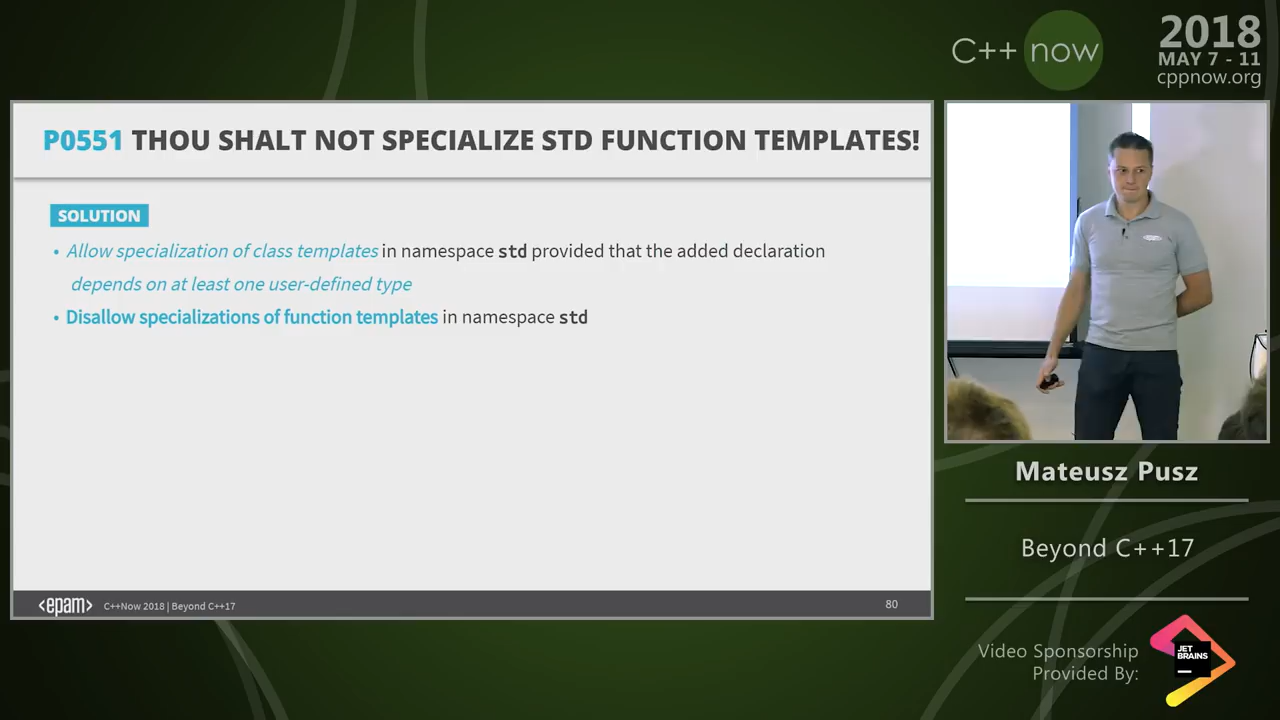 C++ now
2018
MAY 7 - 11
cppnow.org
P0551 THOU SHALT NOT SPECIALIZE STD FUNCTION TEMPLATES!
SOLUTION
• Allow specialization of class templates in namespace std provided that the added declaration
depends on at least one user-defined type
• Disallow specializations of function templates in namespace std
<epam> C++Now 2018 | Beyond C++17
80
Mateusz Pusz
Beyond C++17
Video Sponsorship
Provided By:
JET
BRAINS